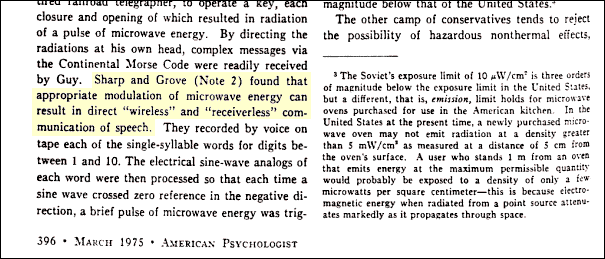 tired railroad telegrapher, to operate a key, each
closure and opening of which resulted in radiation
of a pulse of microwave energy. By directing the
radiations at his own head, complex messages via
the Continental Morse Code were readily received
by Guy. Sharp and Grove (Note 2) found that
appropriate modulation of microwave energy can
result in direct "wireless" and "receiverless" com-
munication of speech. They recorded by voice on
tape each of the single-syllable words for digits be-
tween 1 and 10. The electrical sine-wave analogs of
each word were then processed so that each time a
sine wave crossed zero reference in the negative di-
rection, a brief pulse of microwave energy was trig-
magnitude below that of the United States.³
The other camp of conservatives tends to reject
the possibility of hazardous nonthermal effects,
³ The Soviet's exposure limit of 10 μW/cm² is three orders
of magnitude below the exposure limit in the United States,
but a different, that is, emission, limit holds for microwave
ovens purchased for use in the American kitchen. In the
United States at the present time, a newly purchased micro-
wave oven may not emit radiation at a density greater
than 5 mW/cm² as measured at a distance of 5 cm from
the oven's surface. A user who stands 1 m from an oven
that emits energy at the maximum permissible quantity
would probably be exposed to a density of only a few
microwatts per square centimeter—this is because electro-
magnetic energy when radiated from a point source attenu-
ates markedly as it propagates through space.
396 • MARCH 1975 • AMERICAN PSYCHOLOGIST